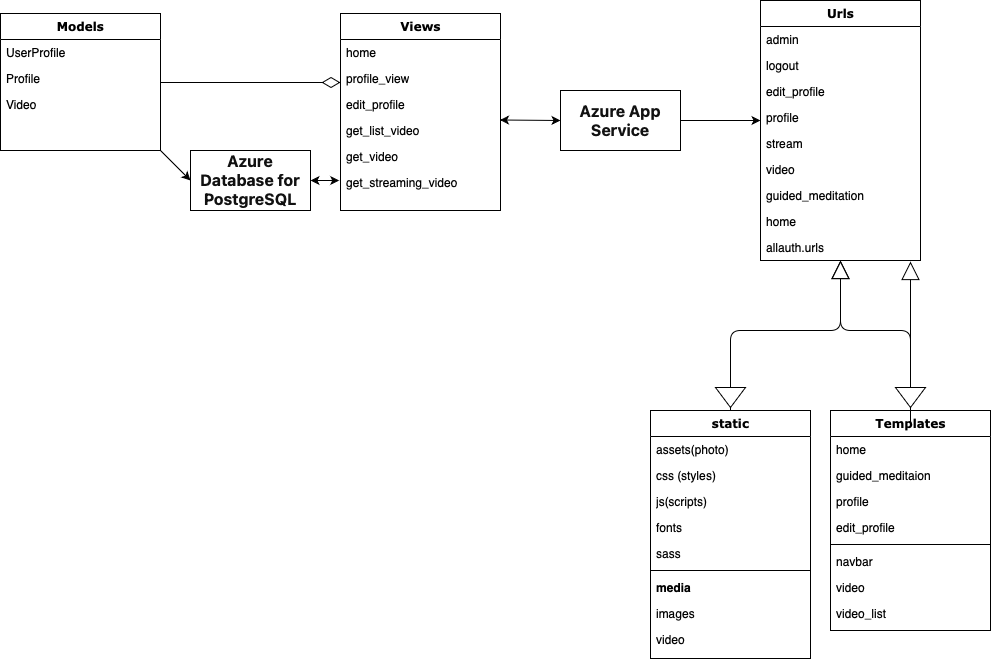 Models
UserProfile
Profile
Video
Azure
Database for
PostgreSQL
Views
home
profile_view
edit_profile
get_list_video
get_video
get_streaming_video
Azure App
Service
Urls
admin
logout
edit_profile
profile
stream
video
guided_meditation
home
allauth.urls
static
assets(photo)
css (styles)
js(scripts)
fonts
sass
media
images
video
Templates
home
guided_meditaion
profile
edit_profile
navbar
video
video_list